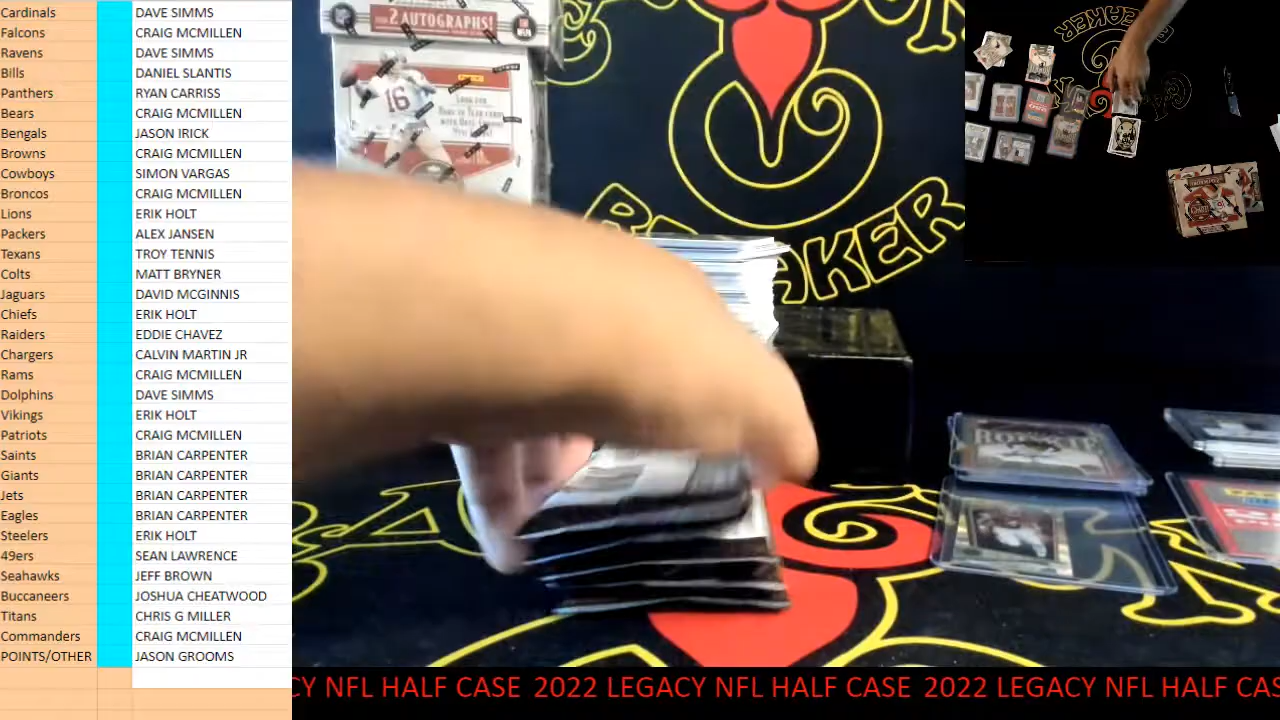 Cardinals DAVE SIMMS
Falcons CRAIG MCMILLEN
Ravens DAVE SIMMS
Bills DANIEL SLANTIS
Panthers RYAN CARRISS
Bears CRAIG MCMILLEN
Bengals JASON IRICK
Browns CRAIG MCMILLEN
Cowboys SIMON VARGAS
Broncos CRAIG MCMILLEN
Lions ERIK HOLT
Packers ALEX JANSEN
Texans TROY TENNIS
Colts MATT BRYNER
Jaguars DAVID MCGINNIS
Chiefs ERIK HOLT
Raiders EDDIE CHAVEZ
Chargers CALVIN MARTIN JR
Rams CRAIG MCMILLEN
Dolphins DAVE SIMMS
Vikings ERIK HOLT
Patriots CRAIG MCMILLEN
Saints BRIAN CARPENTER
Giants BRIAN CARPENTER
Jets BRIAN CARPENTER
Eagles BRIAN CARPENTER
Steelers ERIK HOLT
49ers SEAN LAWRENCE
Seahawks JEFF BROWN
Buccaneers JOSHUA CHEATWOOD
Titans CHRIS G MILLER
Commanders CRAIG MCMILLEN
POINTS/OTHER JASON GROOMS
2 AUTOGRAPHS!
PANINI
16
LOOK FOR
BREAKER
ROOKIE
CY NFL HALF CASE 2022 LEGACY NFL HALF CASE 2022 LEGACY NFL HALF CAS